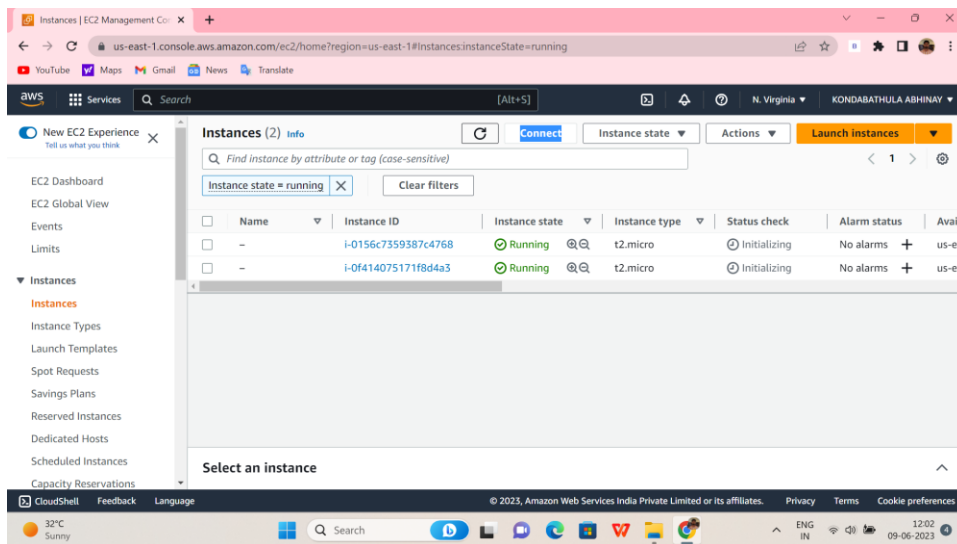 Instances | EC2 Management Co
us-east-1.console.aws.amazon.com/ec2/home?region=us-east-1#Instances:instanceState=running
YouTube Maps Gmail News Translate
aws Services Search [Alt+S] N. Virginia ▼ KONDABATHULA ABHINAY ▼
New EC2 Experience
Tell us what you think
EC2 Dashboard
EC2 Global View
Events
Limits
Instances
Instances
Instance Types
Launch Templates
Spot Requests
Savings Plans
Reserved Instances
Dedicated Hosts
Scheduled Instances
Capacity Reservations
Instances (2) Info Connect Instance state ▼ Actions ▼ Launch instances ▼
Find instance by attribute or tag (case-sensitive) < 1 >
Instance state = running X Clear filters
Name Instance ID Instance state Instance type Status check Alarm status Avai
– i-0156c7359387c4768 Running t2.micro Initializing No alarms + us-e
– i-0f414075171f8d4a3 Running t2.micro Initializing No alarms + us-e
Select an instance
CloudShell Feedback Language © 2023, Amazon Web Services India Private Limited or its affiliates. Privacy Terms Cookie preferences
32°C
Sunny
Search
ENG
IN
12:02
09-06-2023
4